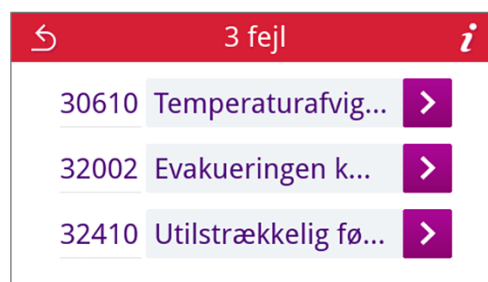 3 fejl
30610 Temperaturafvig...
32002 Evakueringen k...
32410 Utilstrækkelig fø...